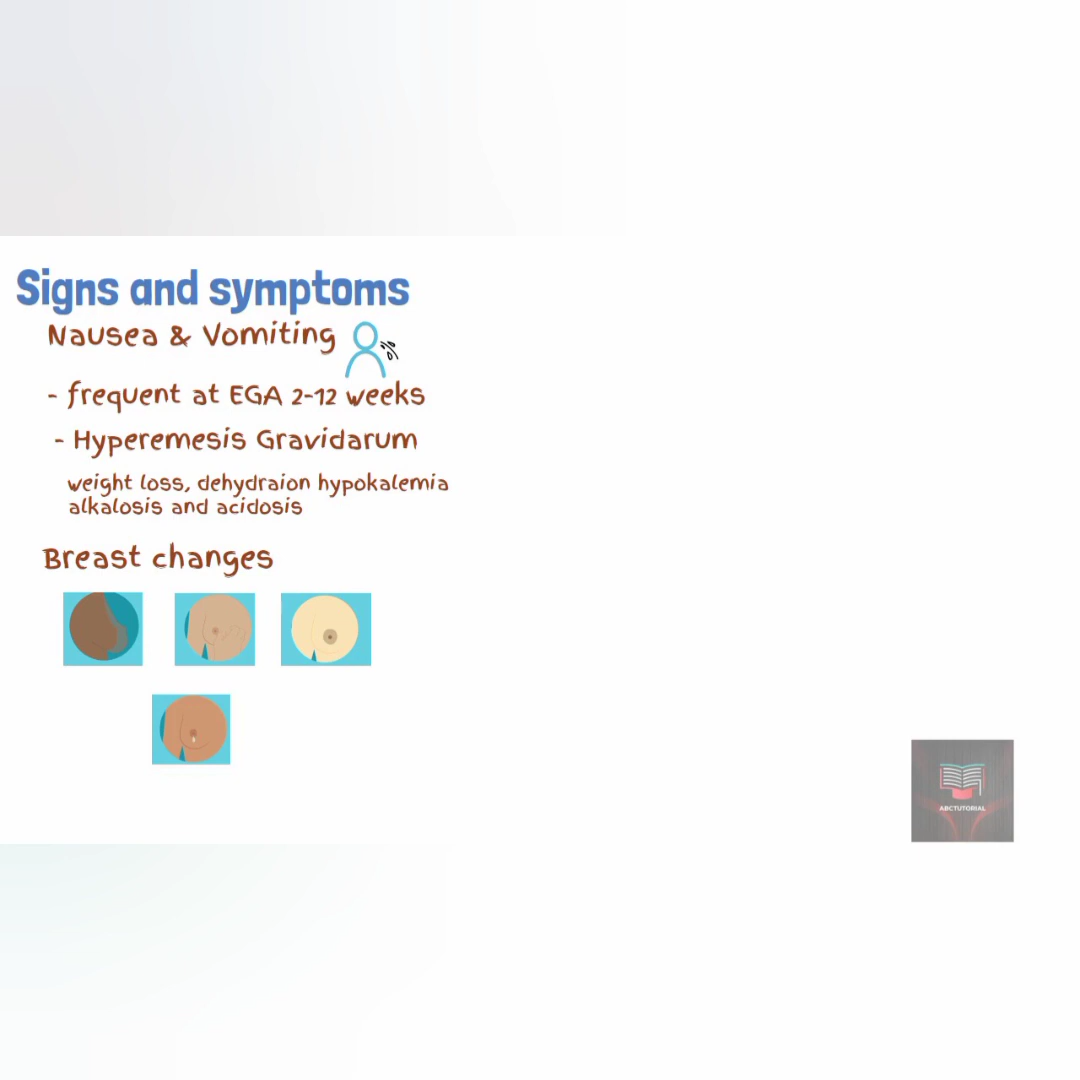 Signs and symptoms
Nausea & Vomiting
- frequent at EGA 2-12 weeks
- Hyperemesis Gravidarum
weight loss, dehydraion hypokalemia
alkalosis and acidosis
Breast changes
ABCTUTORIAL